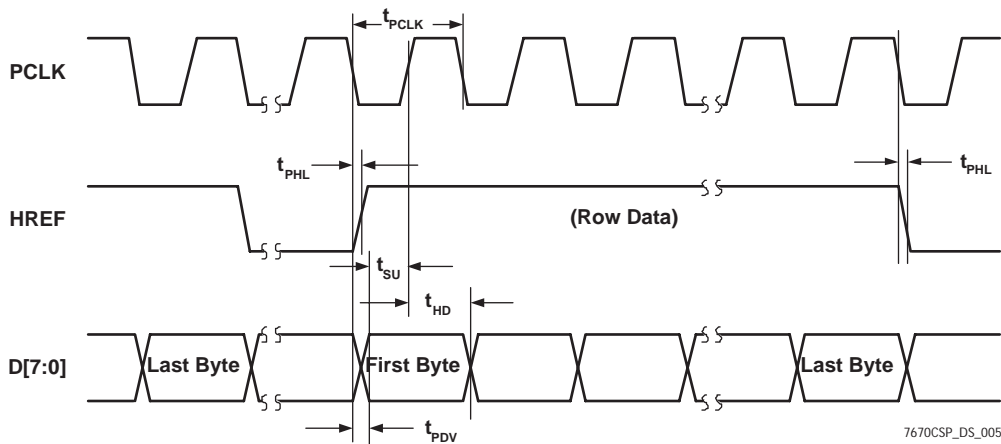 tPCLK
PCLK
tPHL
tPHL
HREF
(Row Data)
tSU
tHD
D[7:0]
Last Byte
First Byte
Last Byte
tPDV
7670CSP_DS_005